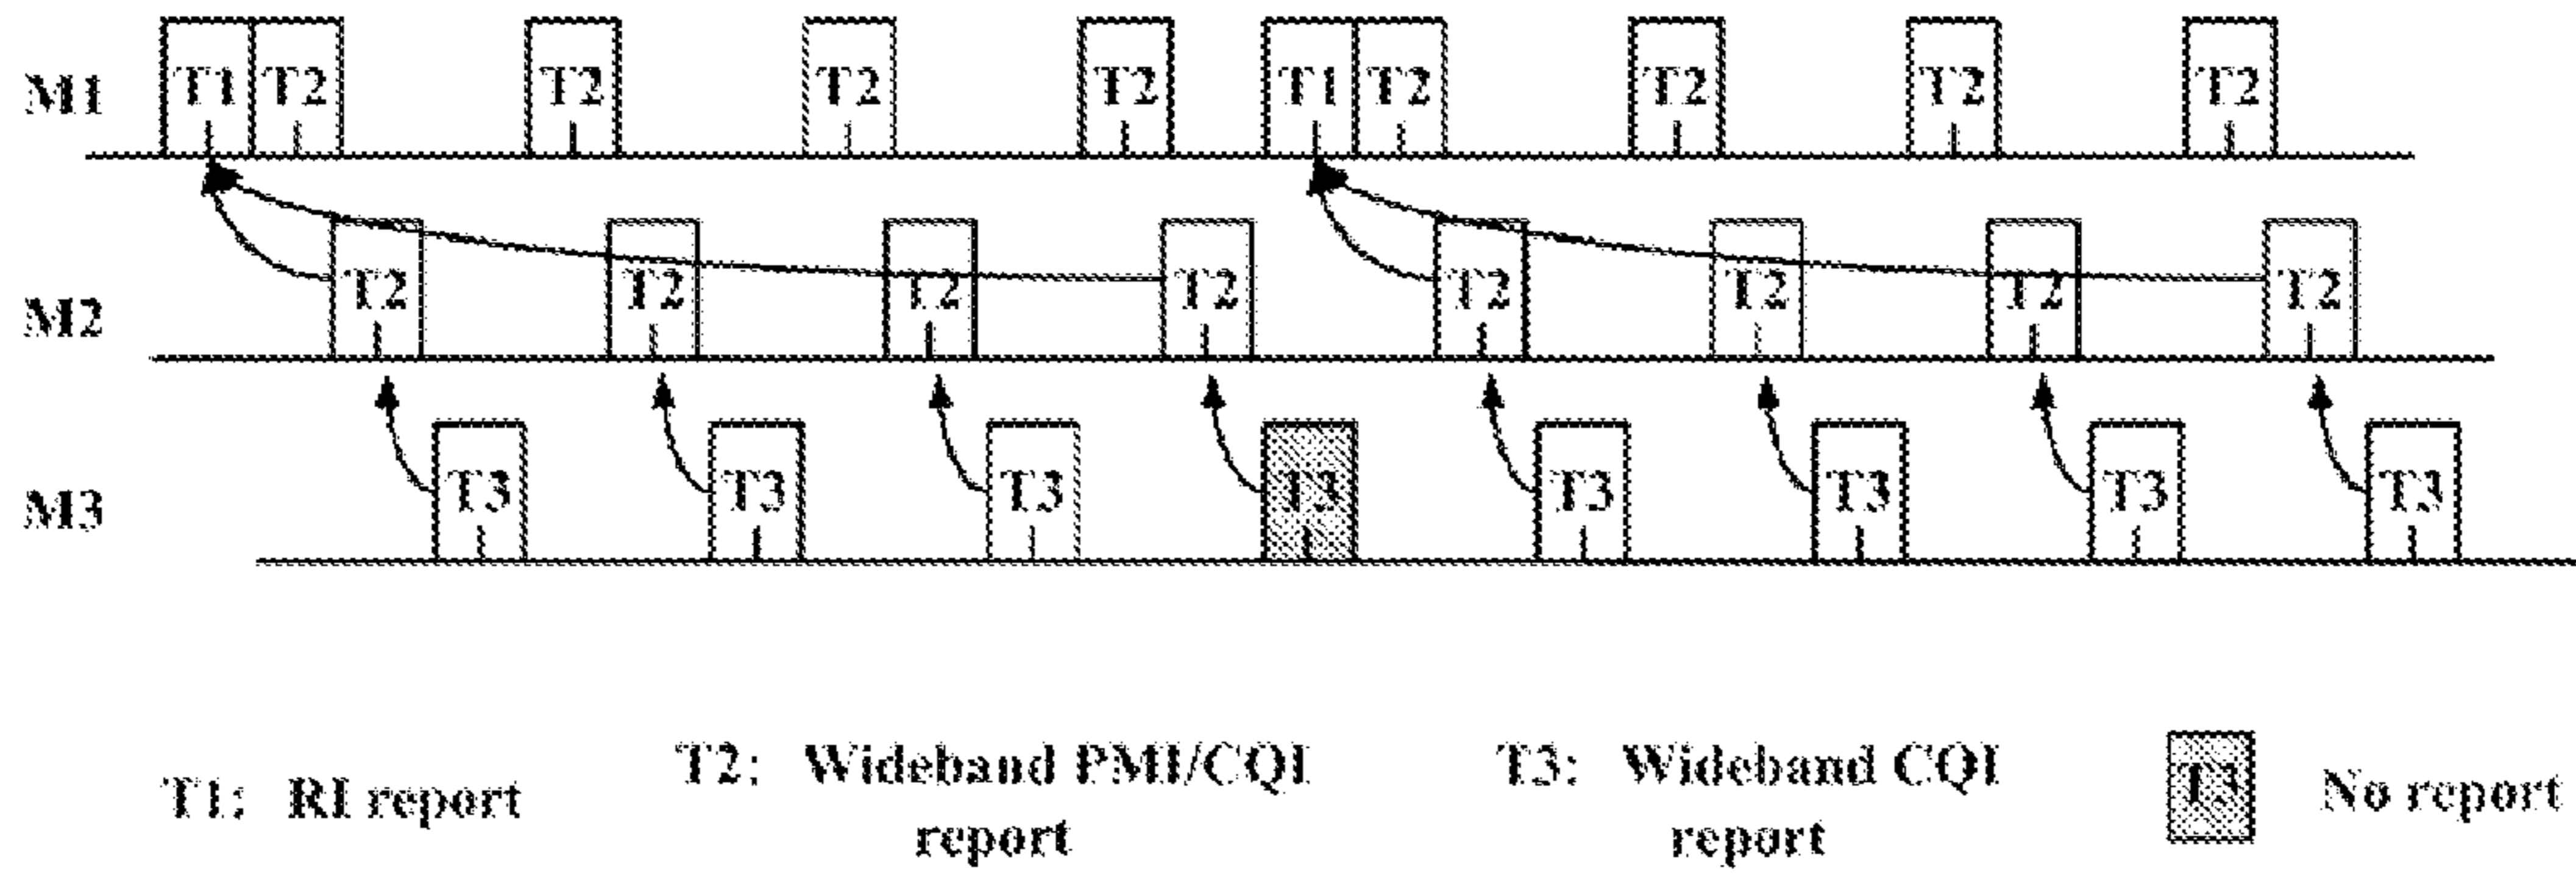 M1 T1 T2 T2 T2 T2 T1 T2 T2 T2 T2
M2 T2 T2 T2 T2 T2 T2 T2 T2
M3 T3 T3 T3 T3 T3 T3 T3 T3
T1: RI report
T2: Wideband PMI/CQI
report
T3: Wideband CQI
report
T3 No report